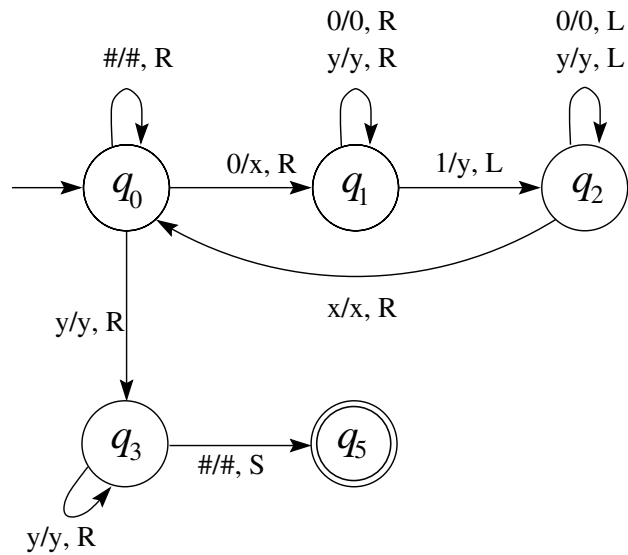 0/0, R
0/0, L
#/#, R
y/y, R
y/y, L
0/x, R
1/y, L
q0
q1
q2
x/x, R
y/y, R
q3
q5
#/#, S
y/y, R